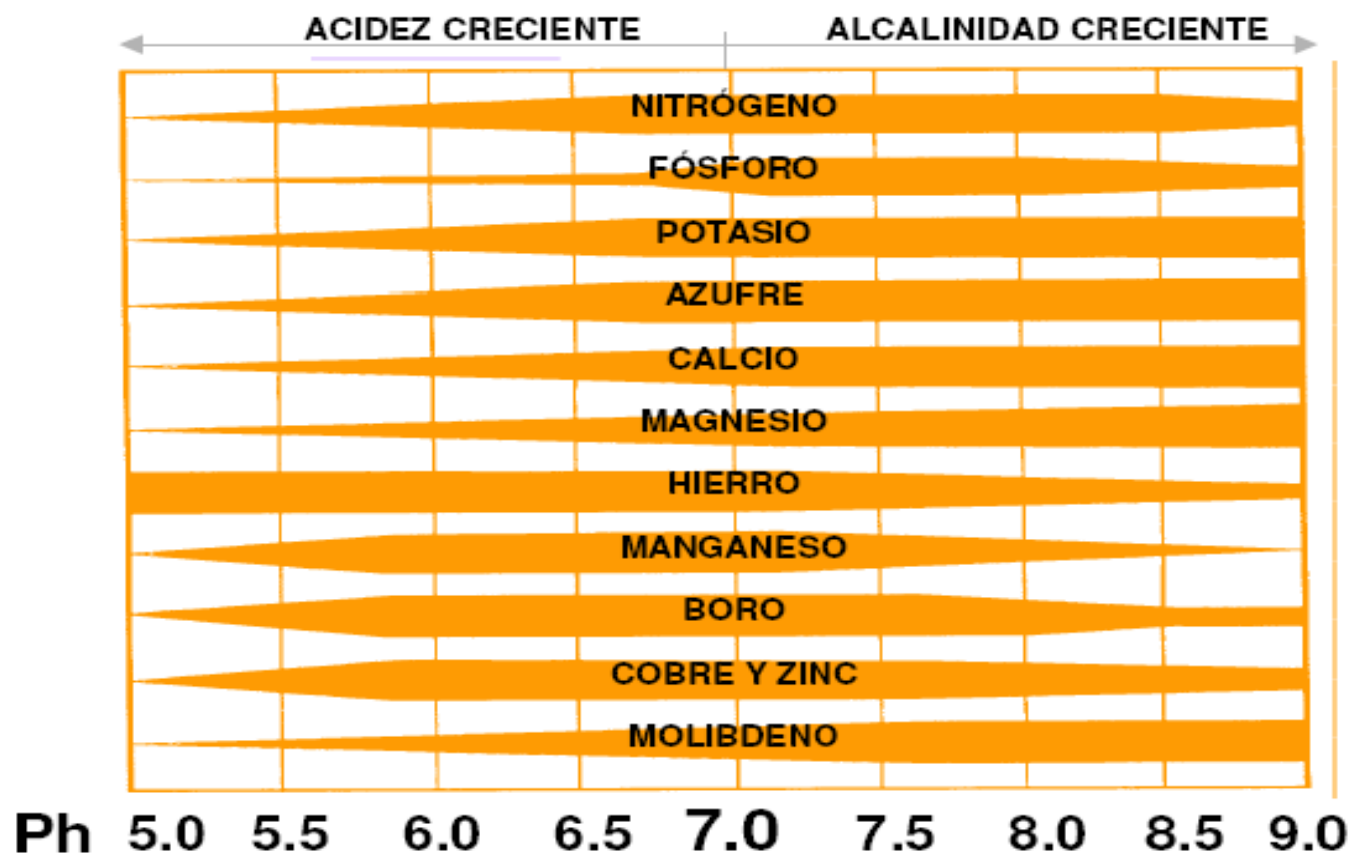 ACIDEZ CRECIENTE ALCALINIDAD CRECIENTE
NITRÓGENO
FÓSFORO
POTASIO
AZUFRE
CALCIO
MAGNESIO
HIERRO
MANGANESO
BORO
COBRE Y ZINC
MOLIBDENO
Ph 5.0 5.5 6.0 6.5 7.0 7.5 8.0 8.5 9.0